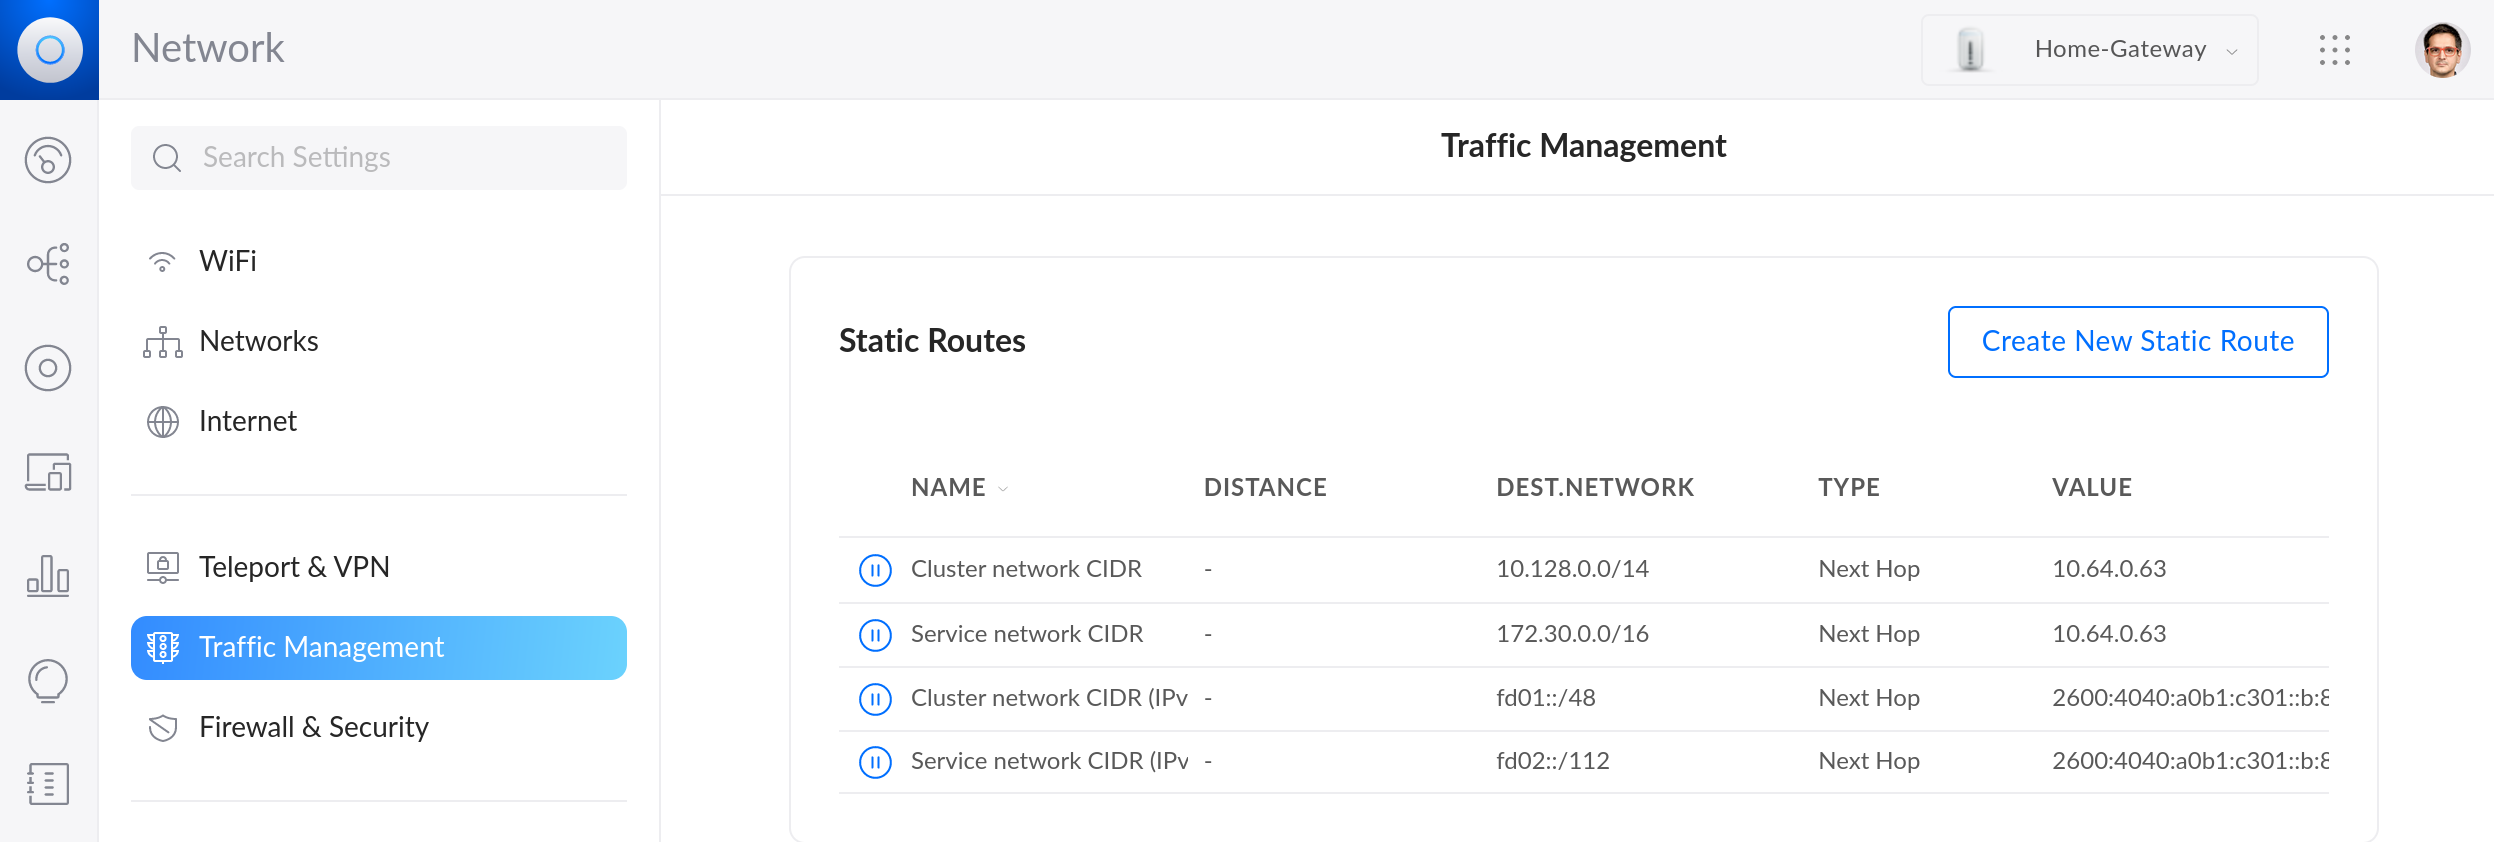 Network
Home-Gateway
Search Settings
WiFi
Networks
Internet
Teleport & VPN
Traffic Management
Firewall & Security
Traffic Management
Static Routes
Create New Static Route
NAME DISTANCE DEST.NETWORK TYPE VALUE
Cluster network CIDR - 10.128.0.0/14 Next Hop 10.64.0.63
Service network CIDR - 172.30.0.0/16 Next Hop 10.64.0.63
Cluster network CIDR (IPv - fd01::/48 Next Hop 2600:4040:a0b1:c301::b:8
Service network CIDR (IPv - fd02::/112 Next Hop 2600:4040:a0b1:c301::b:8